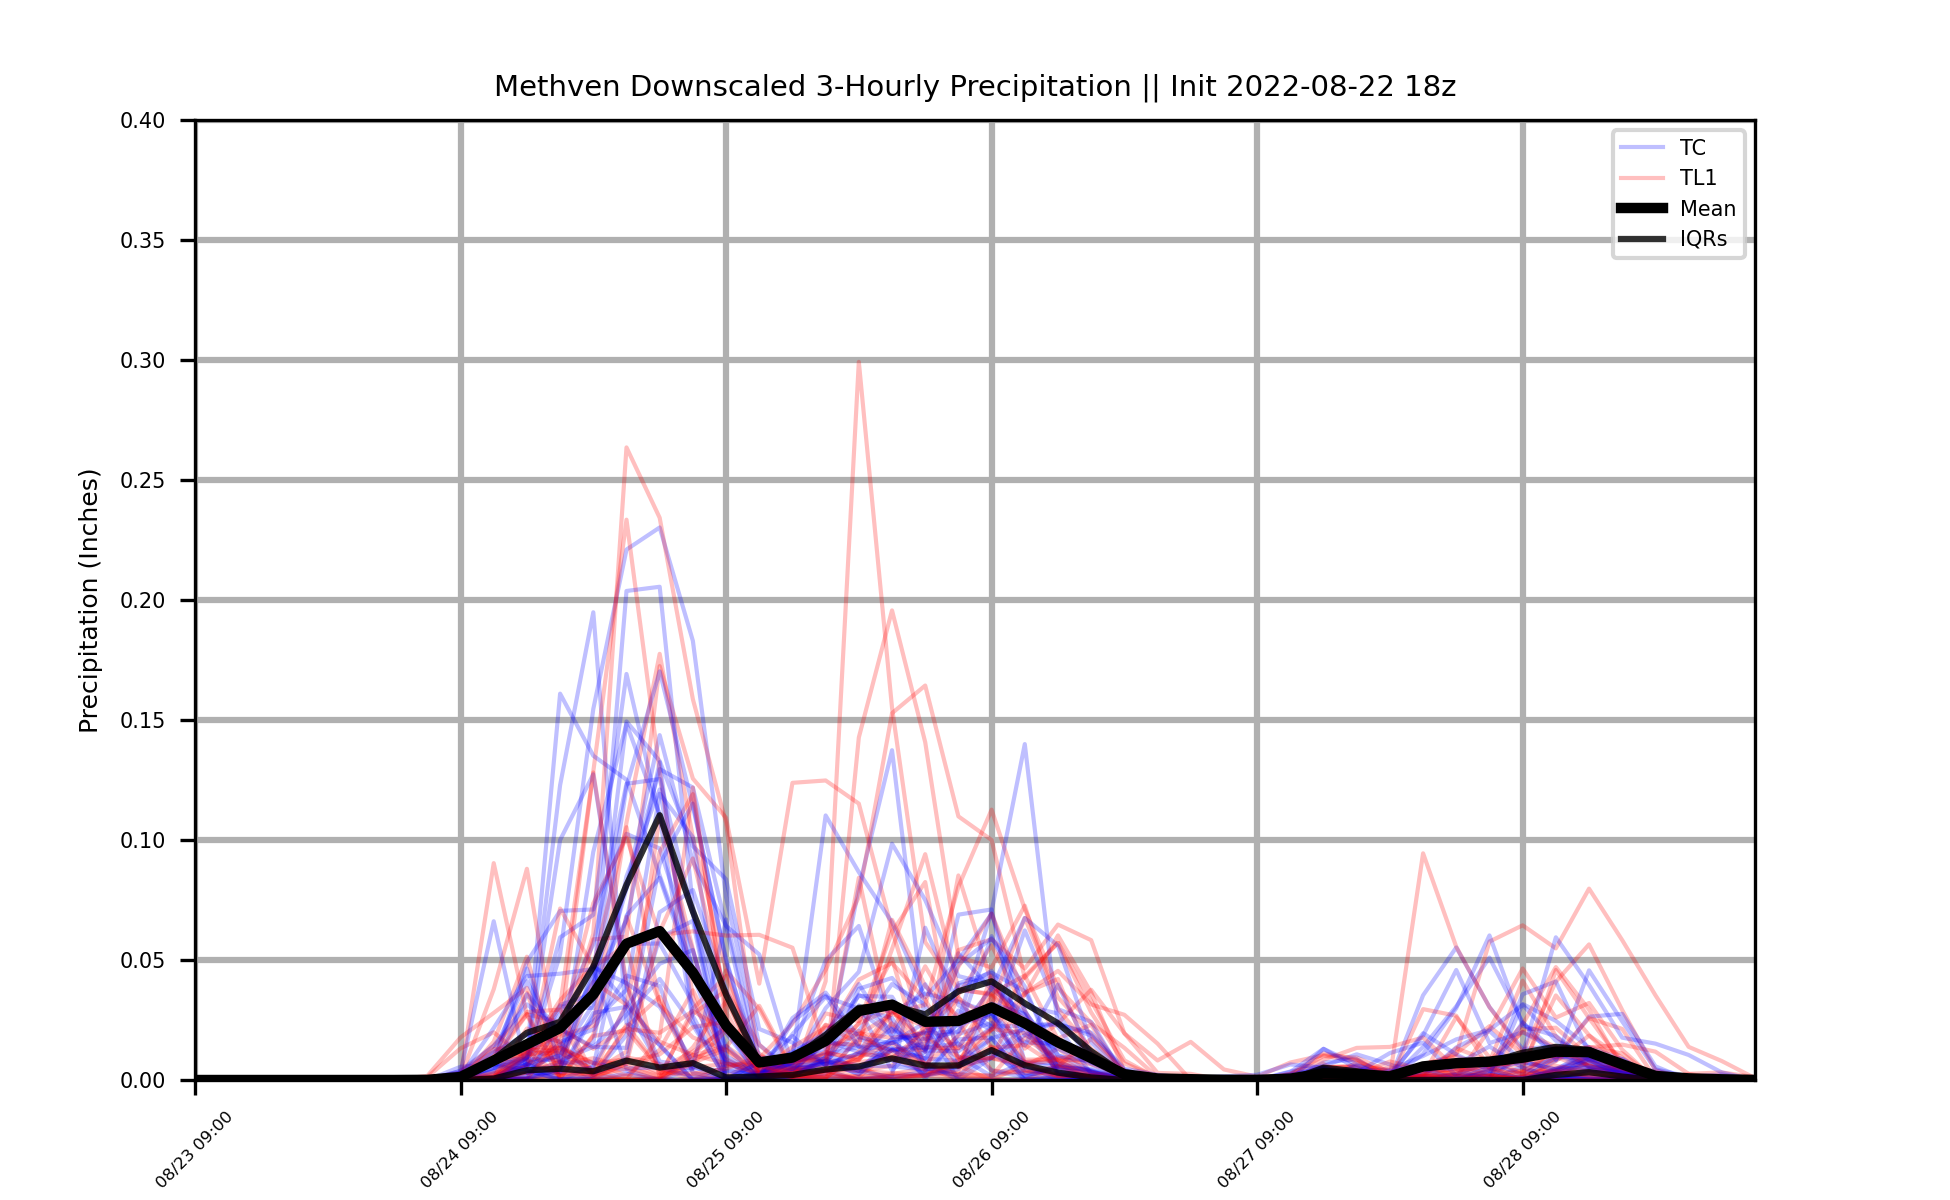 Methven Downscaled 3-Hourly Precipitation || Init 2022-08-22 18z
0.40
0.35
0.30
0.25
0.20
0.15
0.10
0.05
0.00
Precipitation (Inches)
TC
TL1
Mean
IQRs
08/23 09:00
08/24 09:00
08/25 09:00
08/26 09:00
08/27 09:00
08/28 09:00